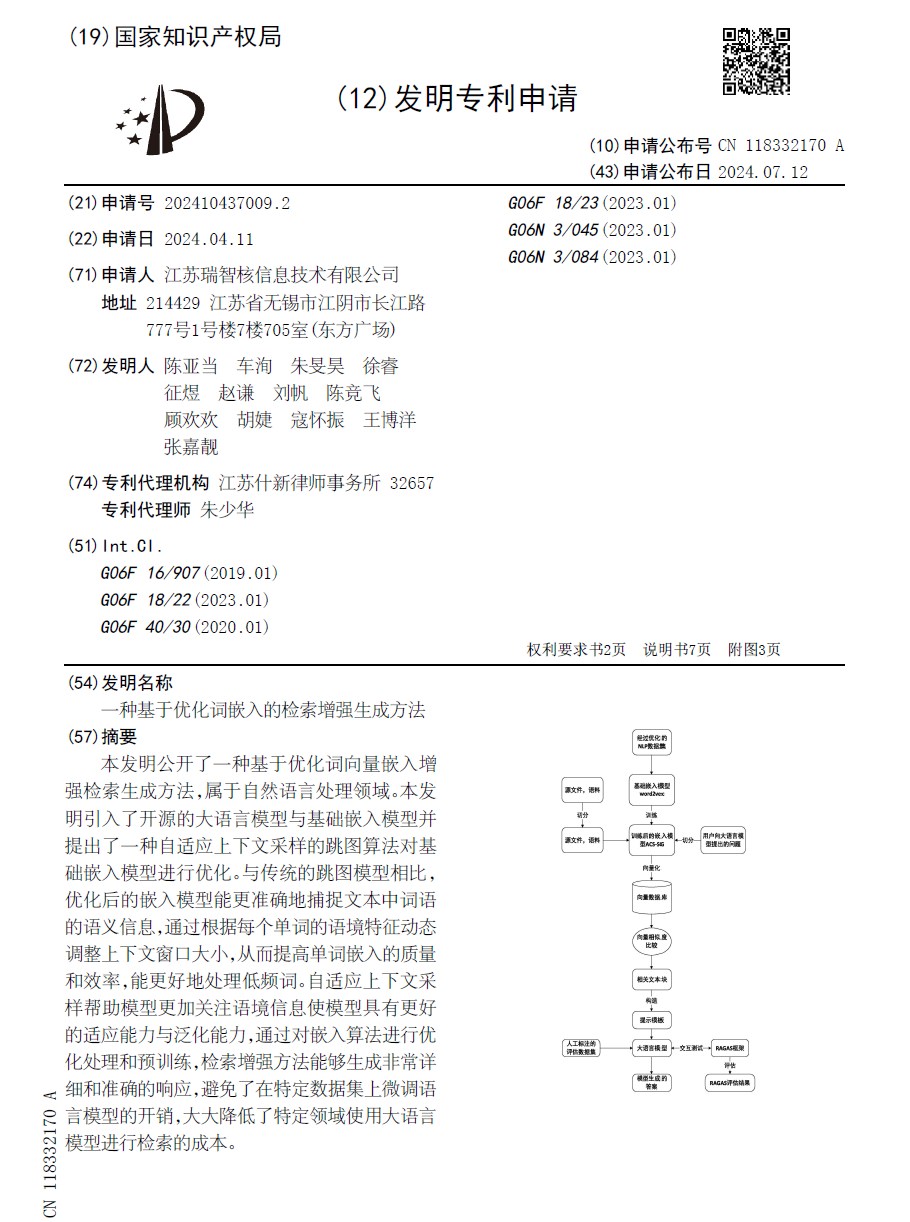 (19)国家知识产权局
(12)发明专利申请
(10)申请公布号 CN 118332170 A
(43)申请公布日 2024.07.12
(21)申请号 202410437009.2
(22)申请日 2024.04.11
(71)申请人 江苏瑞智核信息技术有限公司
地址 214429 江苏省无锡市江阴市长江路
777号1号楼7楼705室(东方广场)
(72)发明人 陈亚当 车洵 朱旻昊 徐睿
征煜 赵谦 刘帆 陈竞飞
顾欢欢 胡婕 寇怀振 王博洋
张嘉靓
(74)专利代理机构 江苏什新律师事务所 32657
专利代理师 朱少华
(51)Int.Cl.
G06F 16/907(2019.01)
G06F 18/22(2023.01)
G06F 40/30(2020.01)
G06F 18/23(2023.01)
G06N 3/045(2023.01)
G06N 3/084(2023.01)
权利要求书2页 说明书7页 附图3页
(54)发明名称
一种基于优化词嵌入的检索增强生成方法
(57)摘要
本发明公开了一种基于优化词向量嵌入增
强检索生成方法,属于自然语言处理领域。本发
明引入了开源的大语言模型与基础嵌入模型并
提出了一种自适应上下文采样的跳图算法对基
础嵌入模型进行优化。与传统的跳图模型相比,
优化后的嵌入模型能更准确地捕捉文本中词语
的语义信息,通过根据每个单词的语境特征动态
调整上下文窗口大小,从而提高单词嵌入的质量
和效率,能更好地处理低频词。自适应上下文采
样帮助模型更加关注语境信息使模型具有更好
的适应能力与泛化能力,通过对嵌入算法进行优
化处理和预训练,检索增强方法能够生成非常详
细和准确的响应,避免了在特定数据集上微调语
言模型的开销,大大降低了特定领域使用大语言
模型进行检索的成本。
经过优化的
NLP数据集
源文件，语料
基础嵌入模型
word2vec
切分
训练
源文件，语料
训练后的嵌入模
型ACS-SG
切分
用户向大语言模
型提出的问题
向量化
向量数据库
向量相似度
比较
相关文本块
构造
提示模板
人工标注的
评估数据集
大语言模型
交互测试
RAGAS框架
评估
模型生成的
答案
RAGAS评估结果
CN 118332170 A